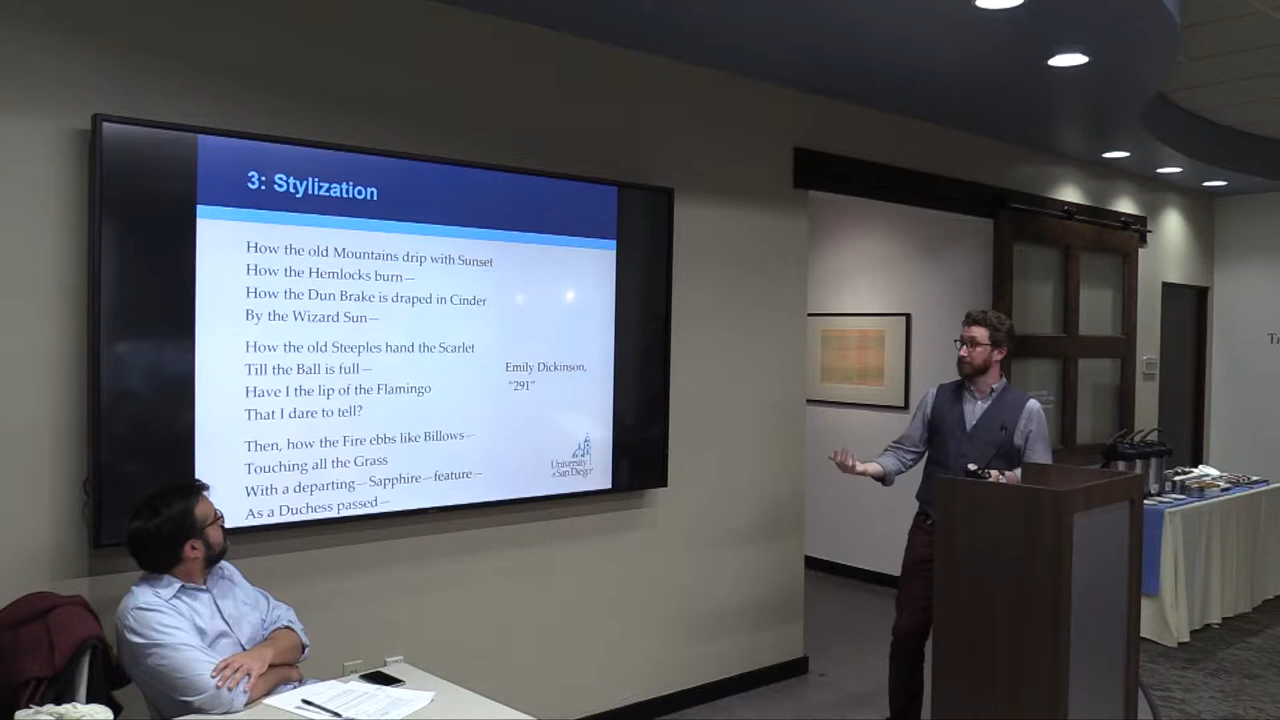 3: Stylization
How the old Mountains drip with Sunset
How the Hemlocks burn—
How the Dun Brake is draped in Cinder
By the Wizard Sun—
How the old Steeples hand the Scarlet
Till the Ball is full—
Have I the lip of the Flamingo
That I dare to tell?
Then, how the Fire ebbs like Billows—
Touching all the Grass
With a departing—Sapphire—feature—
As a Duchess passed—
Emily Dickinson,
"291"
University
of San Diego